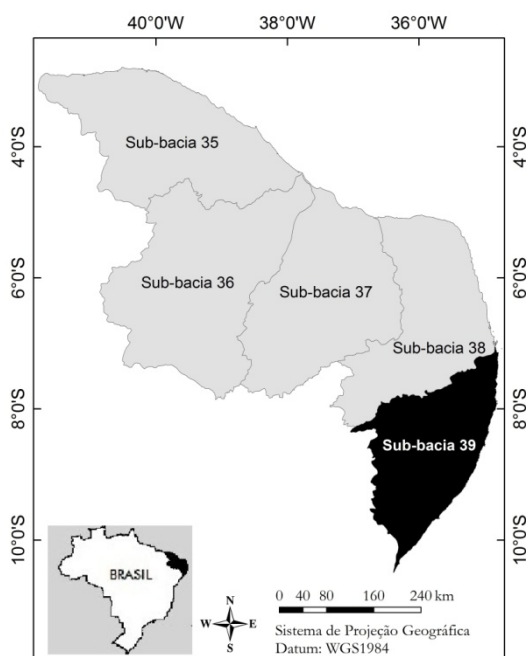 40°0'W 38°0'W 36°0'W
4°0'S 4°0'S
6°0'S 6°0'S
8°0'S 8°0'S
10°0'S 10°0'S
Sub-bacia 35
Sub-bacia 36
Sub-bacia 37
Sub-bacia 38
Sub-bacia 39
BRASIL
N
W E
S
0 40 80 160 240 km
Sistema de Projeção Geográfica
Datum: WGS1984